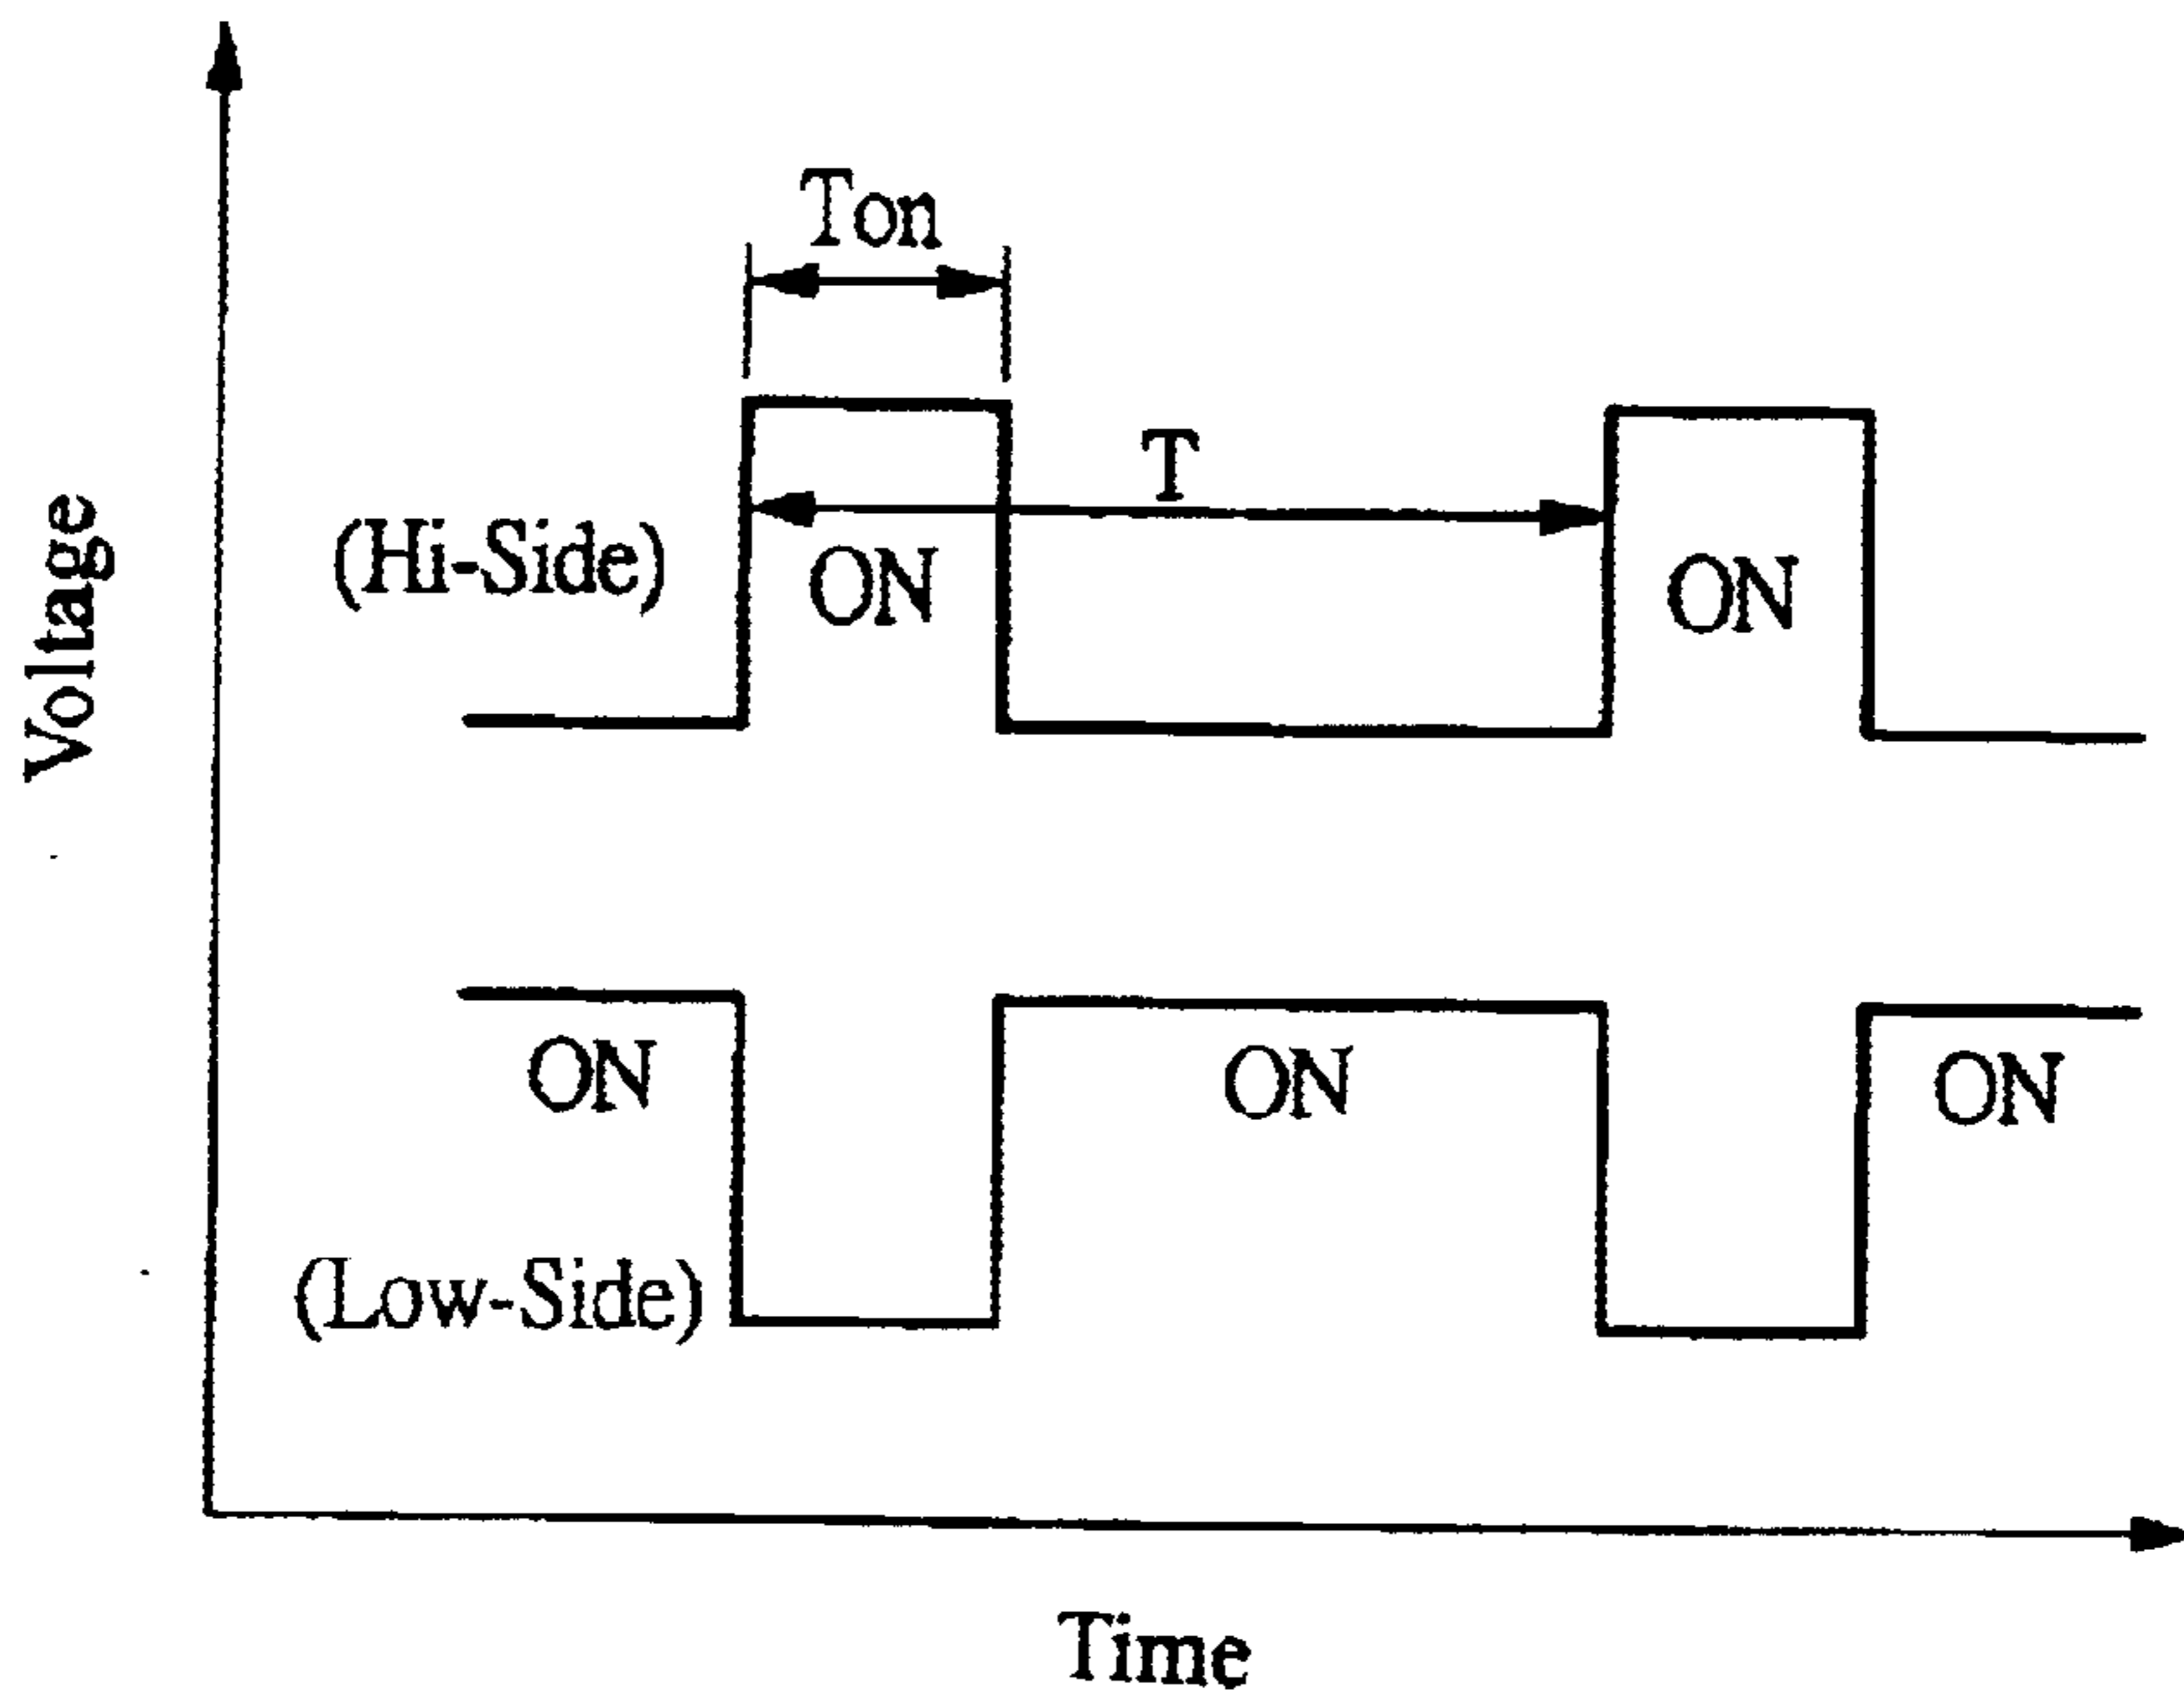 Ton
T
(Hi-Side)
ON
ON
Voltage
ON
ON
ON
(Low-Side)
Time